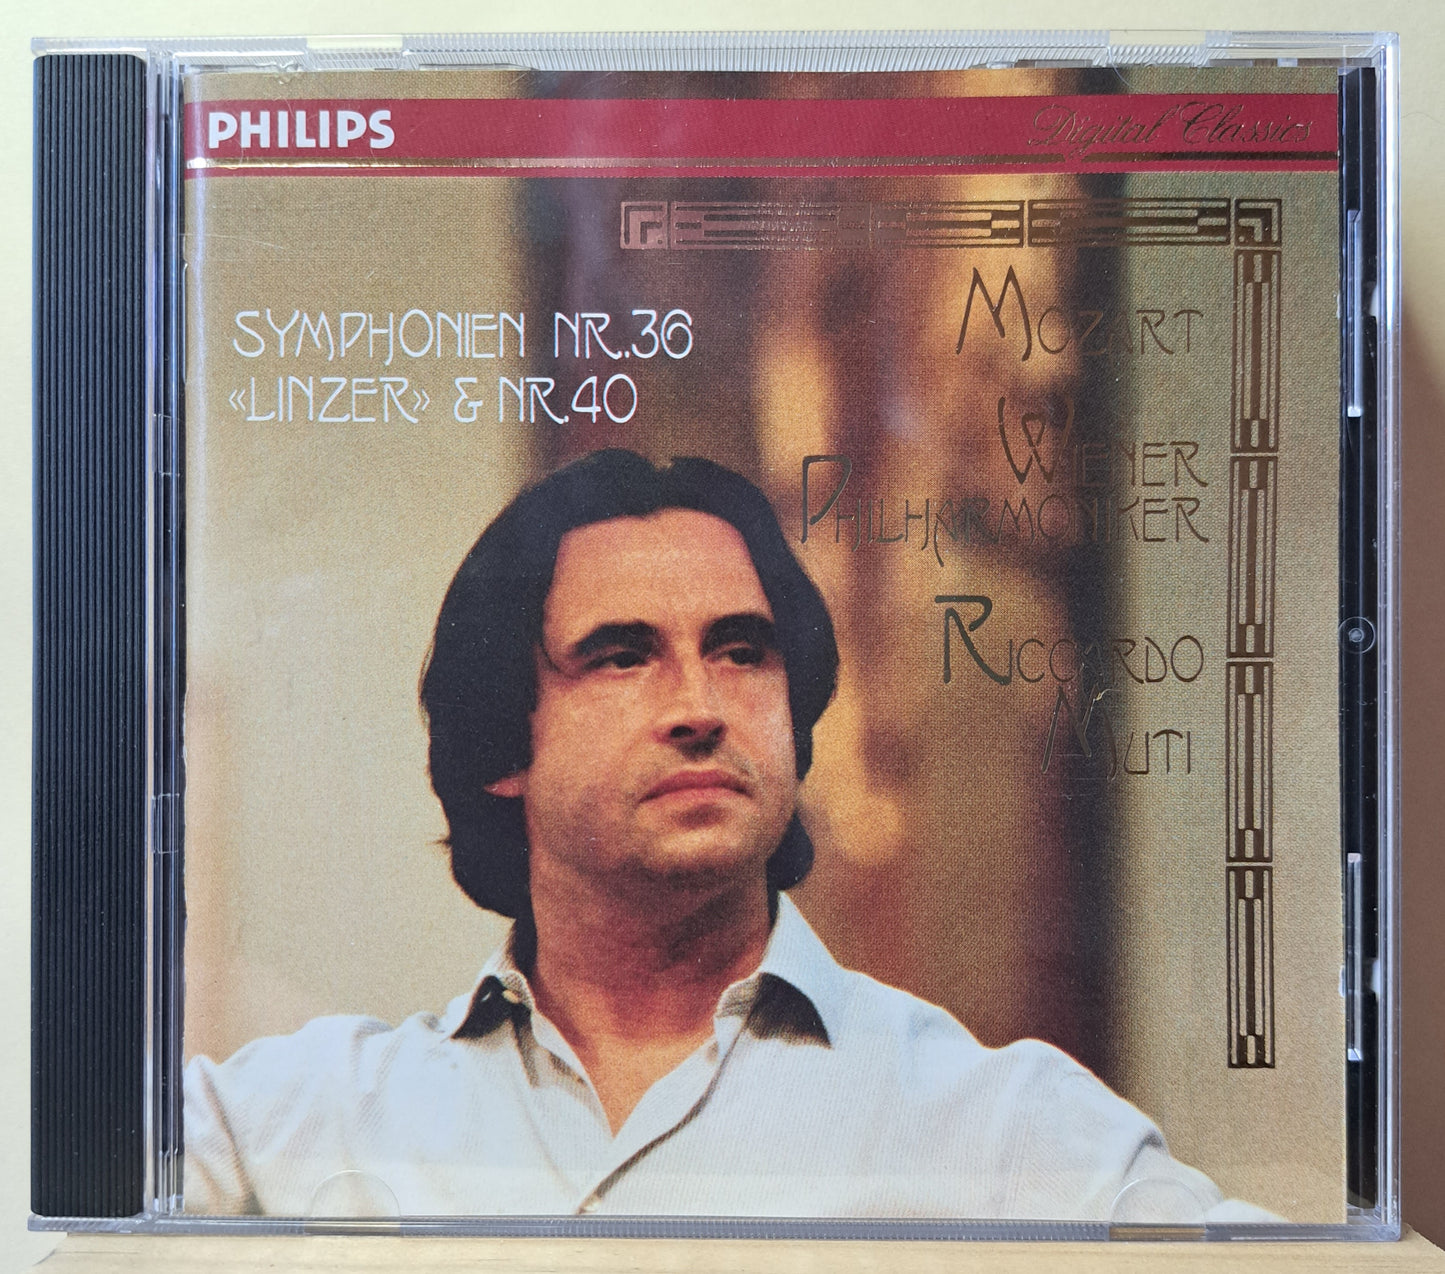 PHILIPS
Digital Classics
SYMPHONIEN NR.36
«LINZER» & NR.40
MOZART
WIENER
PHILHARMONIKER
RICCARDO
MUTI